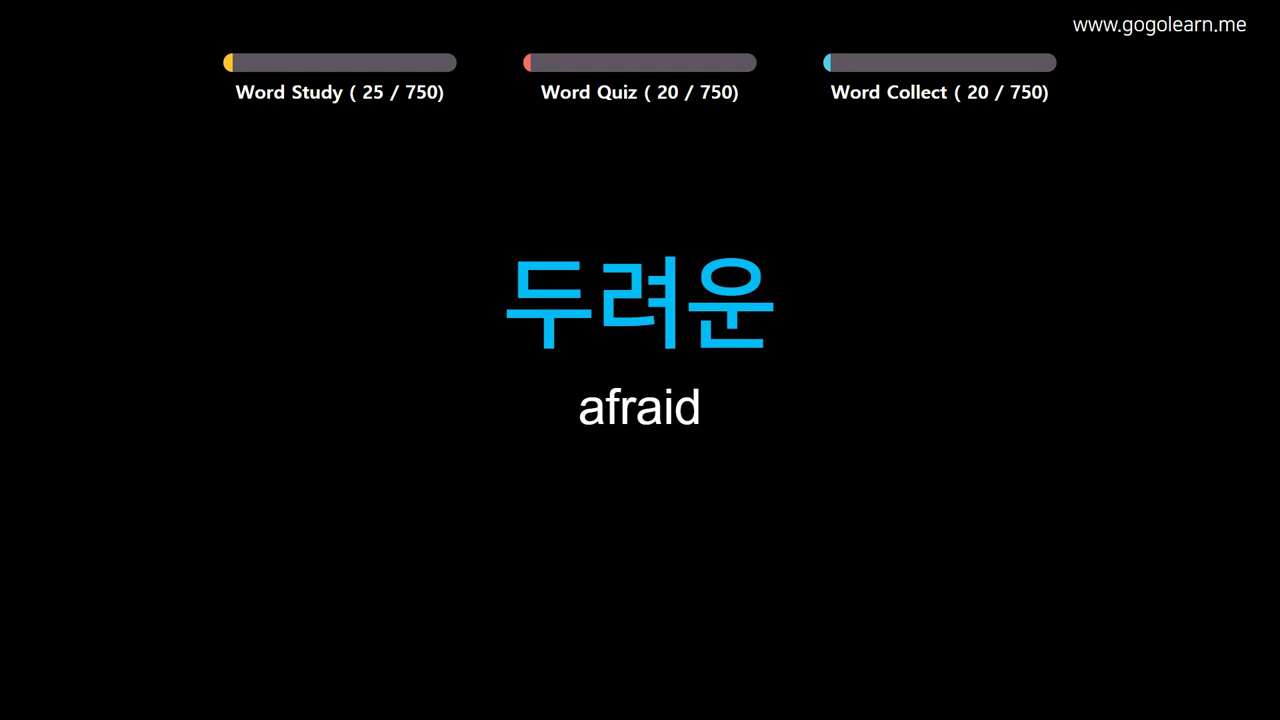 www.gogolearn.me
Word Study ( 25 / 750)
Word Quiz ( 20 / 750)
Word Collect ( 20 / 750)
두려운
afraid